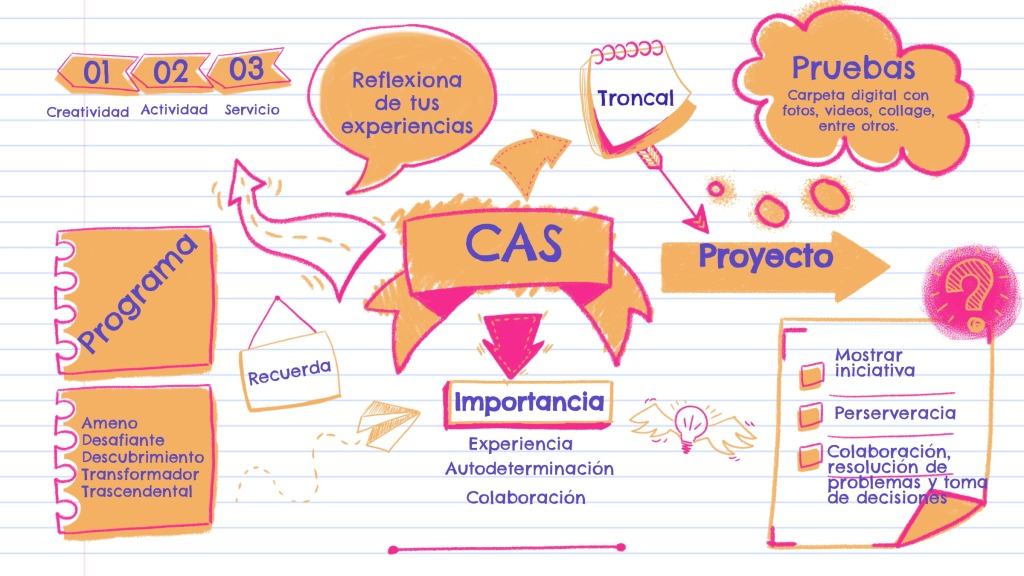 01 02 03
Creatividad Actividad Servicio
Reflexiona
de tus
experiencias
Troncal
Pruebas
Carpeta digital con
fotos, videos, collage,
entre otros.
CAS
Proyecto
Programa
Recuerda
Ameno
Desafiante
Descubrimiento
Transformador
Trascendental
Importancia
Experiencia
Autodeterminación
Colaboración
?
Mostrar
iniciativa
Perserveracia
Colaboración,
resolución de
problemas y toma
de decisiones